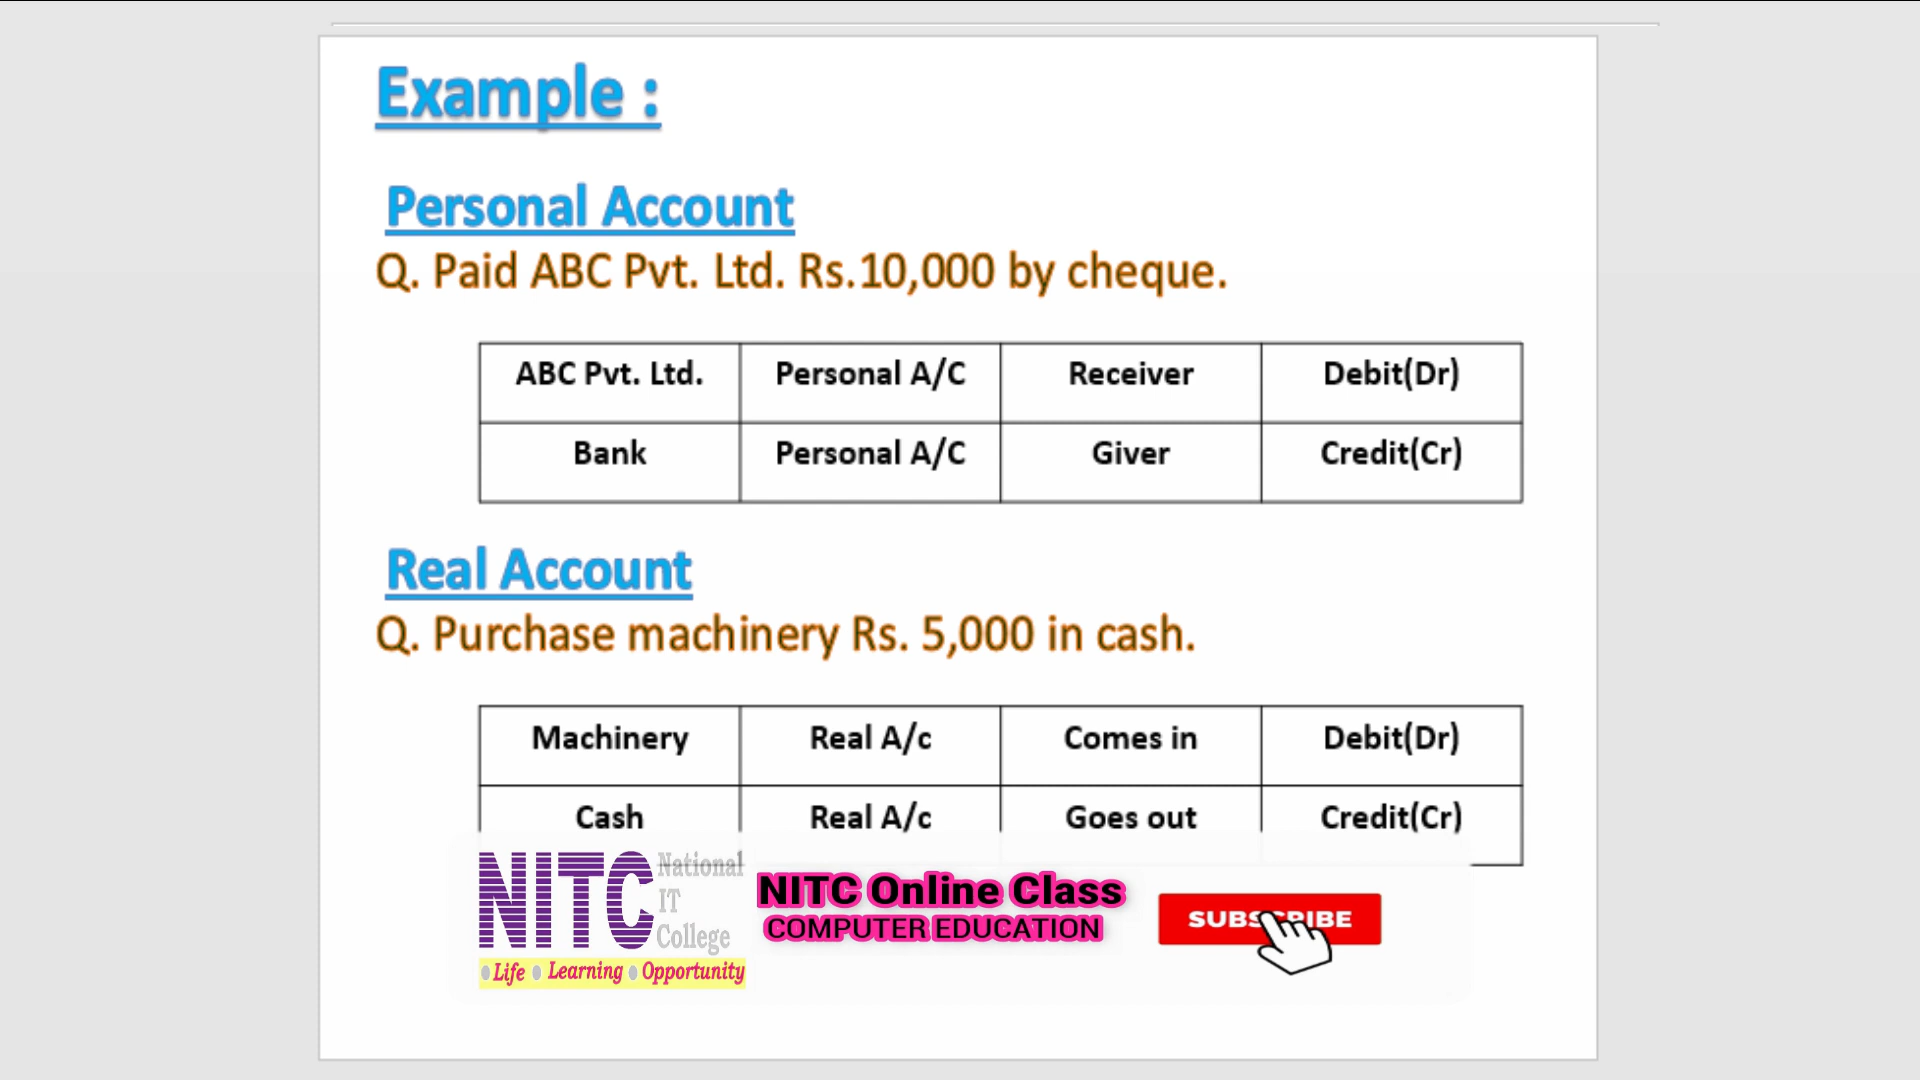 Example :
Personal Account
Q. Paid ABC Pvt. Ltd. Rs.10,000 by cheque.
ABC Pvt. Ltd. Personal A/C Receiver Debit(Dr)
Bank Personal A/C Giver Credit(Cr)
Real Account
Q. Purchase machinery Rs. 5,000 in cash.
Machinery Real A/c Comes in Debit(Dr)
Cash Real A/c Goes out Credit(Cr)
NITC
National
IT
College
Life Learning Opportunity
NITC Online Class
COMPUTER EDUCATION
SUBSCRIBE